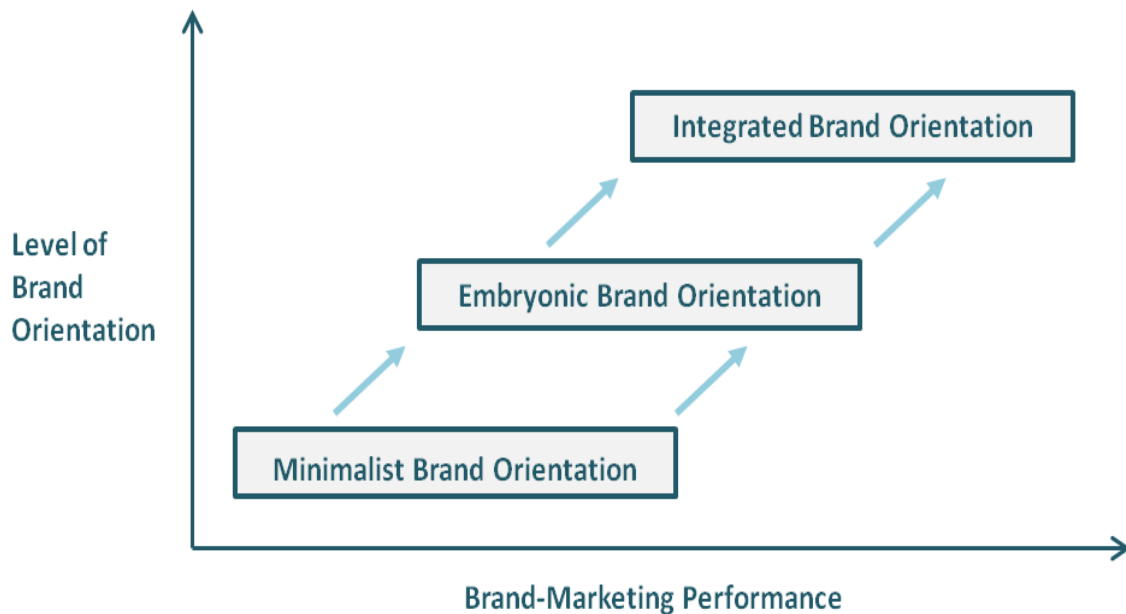 Integrated Brand Orientation
Level of
Brand
Orientation
Embryonic Brand Orientation
Minimalist Brand Orientation
Brand-Marketing Performance